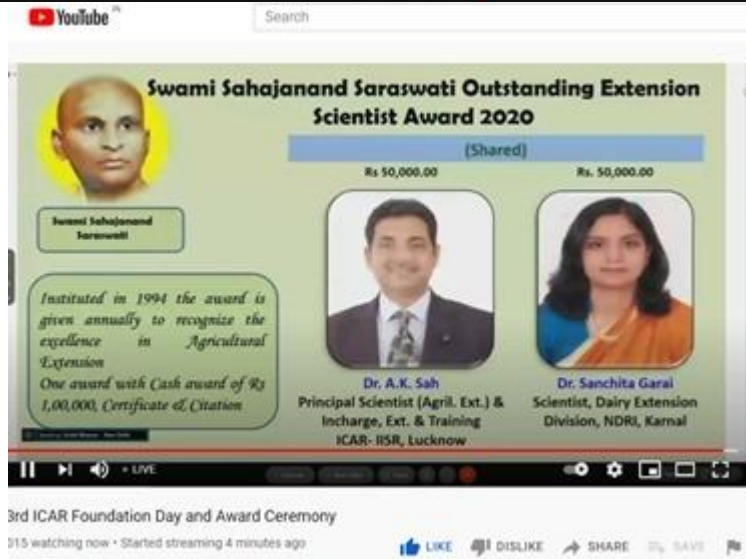 YouTube
Search
Swami Sahajanand Saraswati Outstanding Extension
Scientist Award 2020
(Shared)
Rs 50,000.00
Rs. 50,000.00
Swami Sahajanand
Saraswati
Instituted in 1994 the award is
given annually to recognize the
excellence in Agricultural
Extension
One award with Cash award of Rs
1,00,000, Certificate & Citation
Dr. A.K. Sah
Principal Scientist (Agril. Ext.) &
Incharge, Ext. & Training
ICAR- IISR, Lucknow
Dr. Sanchita Garai
Scientist, Dairy Extension
Division, NDRI, Karnal
LIVE
3rd ICAR Foundation Day and Award Ceremony
015 watching now • Started streaming 4 minutes ago
LIKE
DISLIKE
SHARE
SAVE